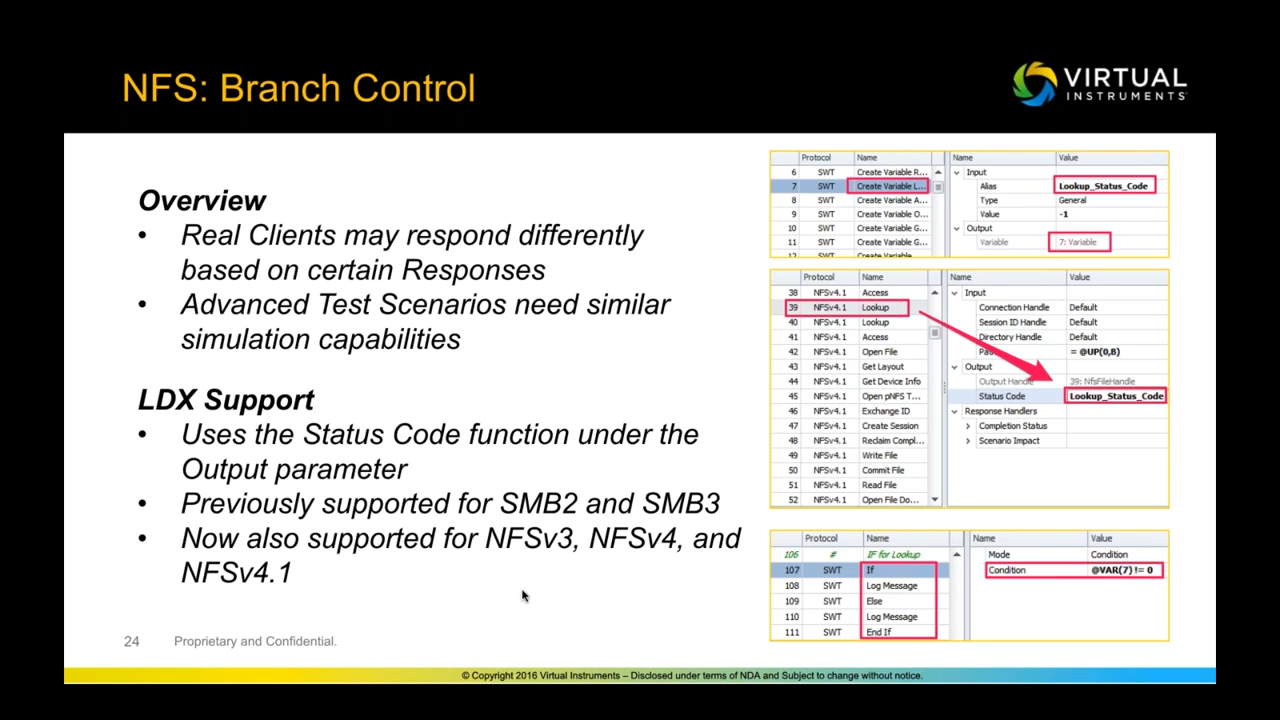 NFS: Branch Control
VIRTUAL
INSTRUMENTS
Overview
• Real Clients may respond differently
based on certain Responses
• Advanced Test Scenarios need similar
simulation capabilities
LDX Support
• Uses the Status Code function under the
Output parameter
• Previously supported for SMB2 and SMB3
• Now also supported for NFSv3, NFSv4, and
NFSv4.1
Protocol Name
6 SWT Create Variable R...
7 SWT Create Variable L...
8 SWT Create Variable A...
9 SWT Create Variable O...
10 SWT Create Variable G...
11 SWT Create Variable G...
12 SWT Create Variable
Name Value
Input
Alias Lookup_Status_Code
Type General
Value -1
Output
Variable 7: Variable
Protocol Name
38 NFSv4.1 Access
39 NFSv4.1 Lookup
40 NFSv4.1 Lookup
41 NFSv4.1 Access
42 NFSv4.1 Open File
43 NFSv4.1 Get Layout
44 NFSv4.1 Get Device Info
45 NFSv4.1 Open pNFS T...
46 NFSv4.1 Exchange ID
47 NFSv4.1 Create Session
48 NFSv4.1 Reclaim Compl...
49 NFSv4.1 Write File
50 NFSv4.1 Commit File
51 NFSv4.1 Read File
52 NFSv4.1 Open File Do...
Name Value
Input
Connection Handle Default
Session ID Handle Default
Directory Handle Default
= @UP(0,B)
Output
Output Handle 39: NfsFileHandle
Status Code Lookup_Status_Code
Response Handlers
Completion Status
Scenario Impact
Protocol Name
106 # IF for Lookup
107 SWT If
108 SWT Log Message
109 SWT Else
110 SWT Log Message
111 SWT End If
Name Value
Mode Condition
Condition @VAR(7) != 0
24 Proprietary and Confidential.
© Copyright 2016 Virtual Instruments – Disclosed under terms of NDA and Subject to change without notice.